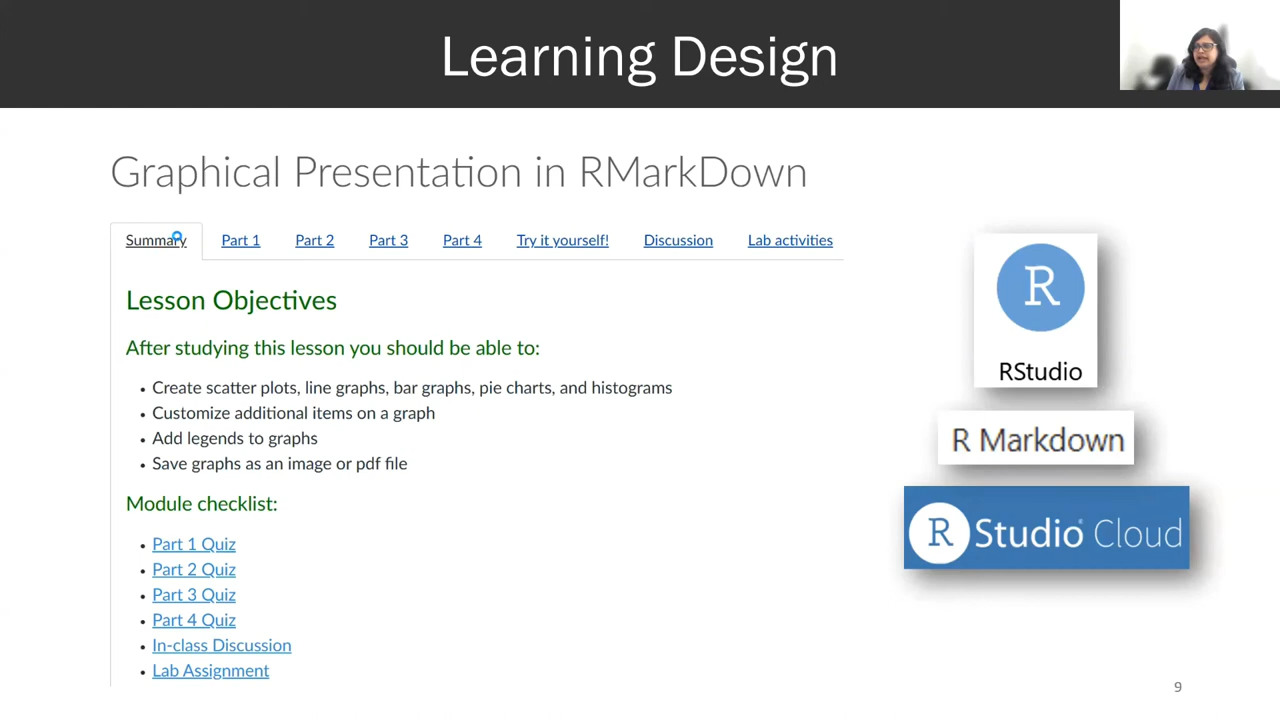 Learning Design
Graphical Presentation in RMarkDown
Summary Part 1 Part 2 Part 3 Part 4 Try it yourself! Discussion Lab activities
Lesson Objectives
After studying this lesson you should be able to:
• Create scatter plots, line graphs, bar graphs, pie charts, and histograms
• Customize additional items on a graph
• Add legends to graphs
• Save graphs as an image or pdf file
Module checklist:
• Part 1 Quiz
• Part 2 Quiz
• Part 3 Quiz
• Part 4 Quiz
• In-class Discussion
• Lab Assignment
R
RStudio
R Markdown
R Studio® Cloud
9